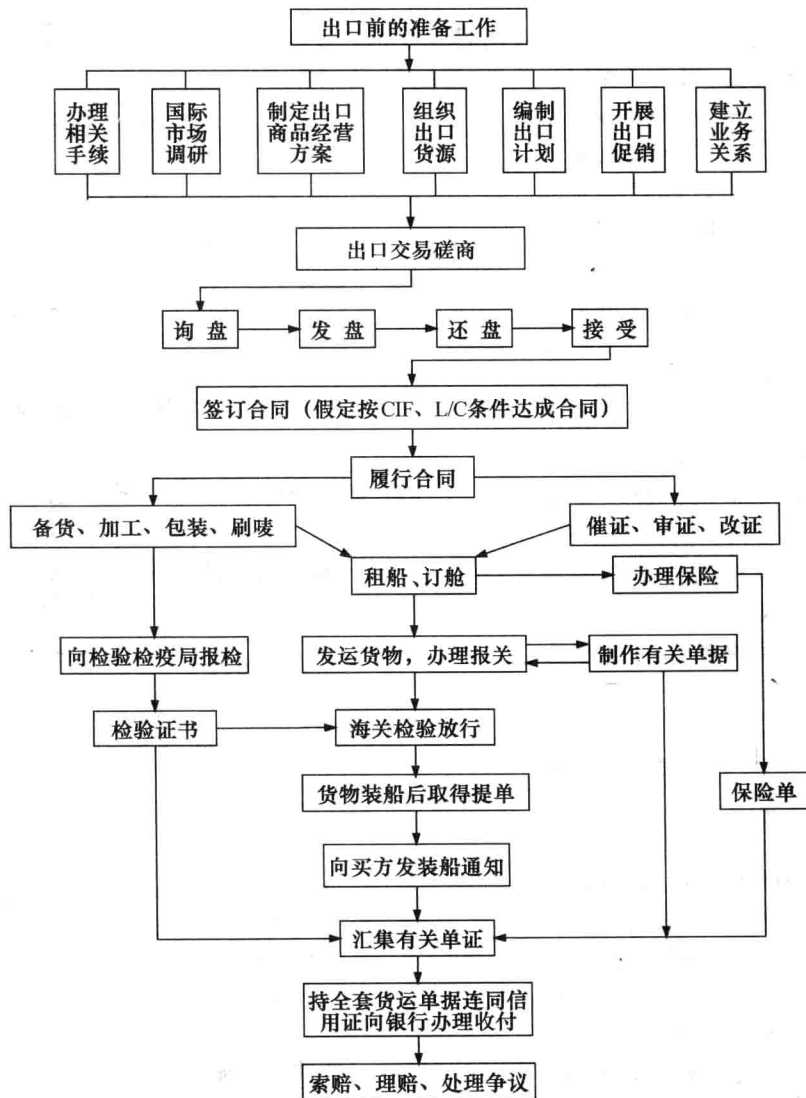 出口前的准备工作
办理
相关
手续
国际
市场
调研
制定出口
商品经营
方案
组织
出口
货源
编制
出口
计划
开展
出口
促销
建立
业务
关系
出口交易磋商
询 盘
发 盘
还 盘
接 受
签订合同（假定按CIF、L/C条件达成合同）
履行合同
备货、加工、包装、刷唛
催证、审证、改证
租船、订舱
办理保险
向检验检疫局报检
发运货物，办理报关
制作有关单据
检验证书
海关检验放行
货物装船后取得提单
保险单
向买方发装船通知
汇集有关单证
持全套货运单据连同信
用证向银行办理收付
索赔、理赔、处理争议